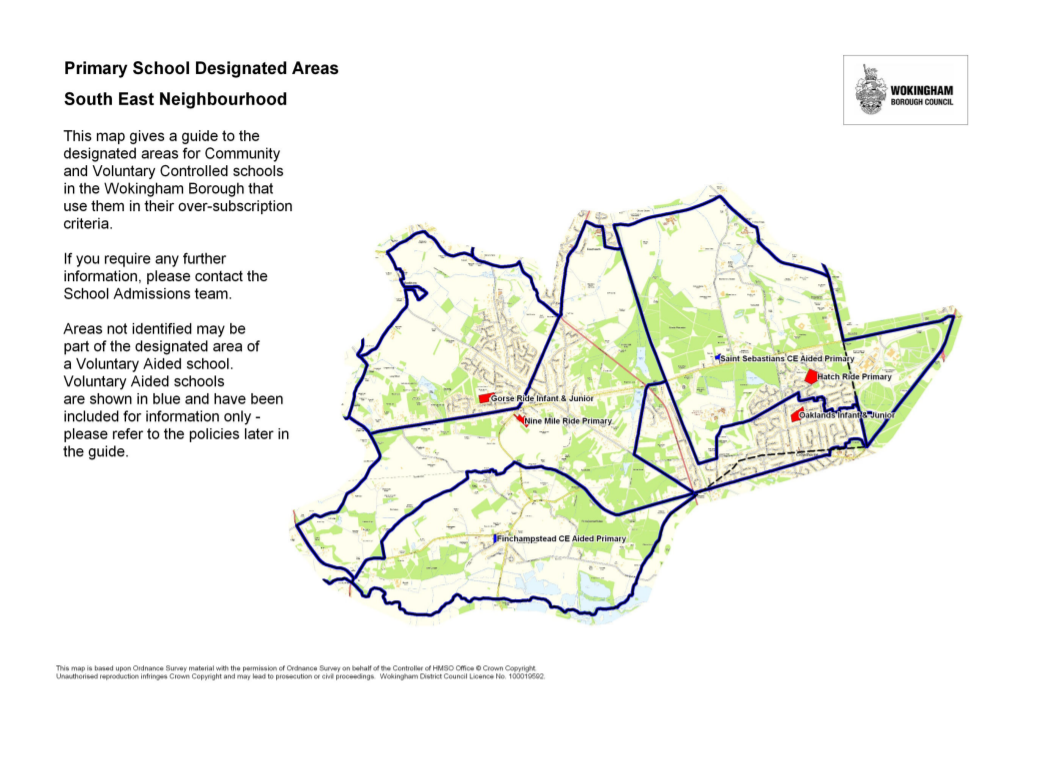 Primary School Designated Areas
South East Neighbourhood
WOKINGHAM
BOROUGH COUNCIL
This map gives a guide to the
designated areas for Community
and Voluntary Controlled schools
in the Wokingham Borough that
use them in their over-subscription
criteria.
If you require any further
information, please contact the
School Admissions team.
Areas not identified may be
part of the designated area of
a Voluntary Aided school.
Voluntary Aided schools
are shown in blue and have been
included for information only -
please refer to the policies later in
the guide.
Saint Sebastians CE Aided Primary
Hatch Ride Primary
Gorse Ride Infant & Junior
Oaklands Infant & Junior
Nine Mile Ride Primary
Finchampstead CE Aided Primary
This map is based upon Ordnance Survey material with the permission of Ordnance Survey on behalf of the Controller of HMSO Office © Crown Copyright.
Unauthorised reproduction infringes Crown Copyright and may lead to prosecution or civil proceedings. Wokingham District Council Licence No. 100019592.